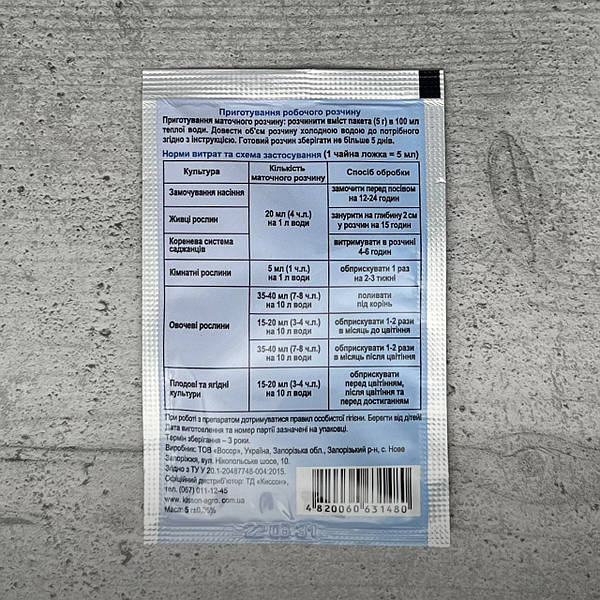 Приготування робочого розчину
Приготування маточного розчину: розчинити вміст пакета (5 г) в 100 мл
теплої води. Довести об'єм розчину холодною водою до потрібного
згідно з інструкцією. Готовий розчин зберігати не більше 5 днів.
Норми витрат та схема застосування (1 чайна ложка = 5 мл)
Культура
Кількість
маточного розчину
Спосіб обробки
Замочування насіння
20 мл (4 ч.л.)
на 1 л води
замочити перед посівом
на 12-24 годин
Живці рослин
занурити на глибину 2 см
у розчин на 15 годин
Коренева система
саджанців
витримувати в розчині
4-6 годин
Кімнатні рослини
5 мл (1 ч.л.)
на 1 л води
обприскувати 1 раз
на 2-3 тижні
Овочеві рослини
35-40 мл (7-8 ч.л.)
на 10 л води
поливати
під корінь
15-20 мл (3-4 ч.л.)
на 10 л води
обприскувати 1-2 рази
в місяць до цвітіння
35-40 мл (7-8 ч.л.)
на 10 л води
обприскувати 1-2 рази
в місяць після цвітіння
Плодові та ягідні
культури
15-20 мл (3-4 ч.л.)
на 10 л води
обприскувати
перед цвітінням,
після цвітіння та
перед достиганням
При роботі з препаратом дотримуватися правил особистої гігієни. Берегти від дітей!
Дата виготовлення та номер партії зазначені на упаковці.
Термін зберігання – 3 роки.
Виробник: ТОВ «Восор», Україна, Запорізька обл., Запорізький р-н, с. Нове
Запоріжжя, вул. Нікопольське шосе, 10.
Згідно з ТУ У 20.1-20487748-004:2015.
Офіційний дистриб'ютор: ТД «Киссон»,
тел. (067) 011-12-45
www.kisson-agro.com.ua
Маса: 5 г±0,05%
4 820060 631480